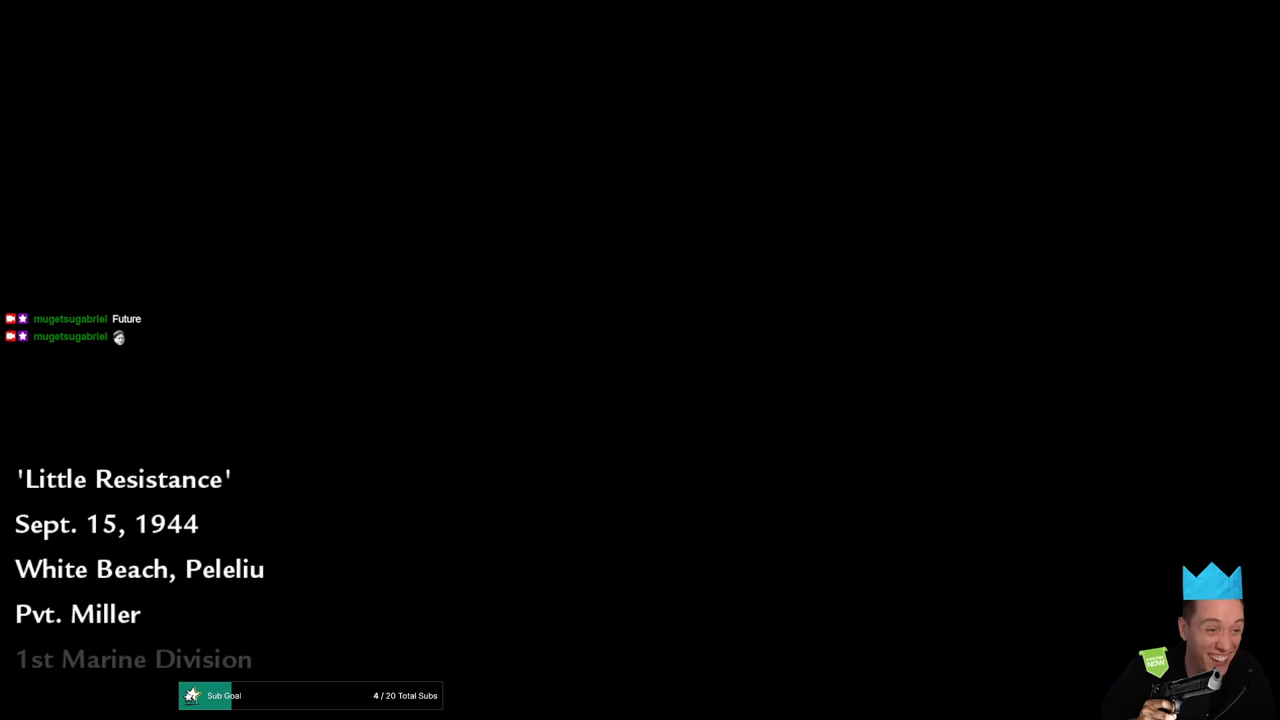 mugetsugabriel Future
mugetsugabriel
'Little Resistance'
Sept. 15, 1944
White Beach, Peleliu
Pvt. Miller
1st Marine Division
Sub Goal 4 / 20 Total Subs
NOW